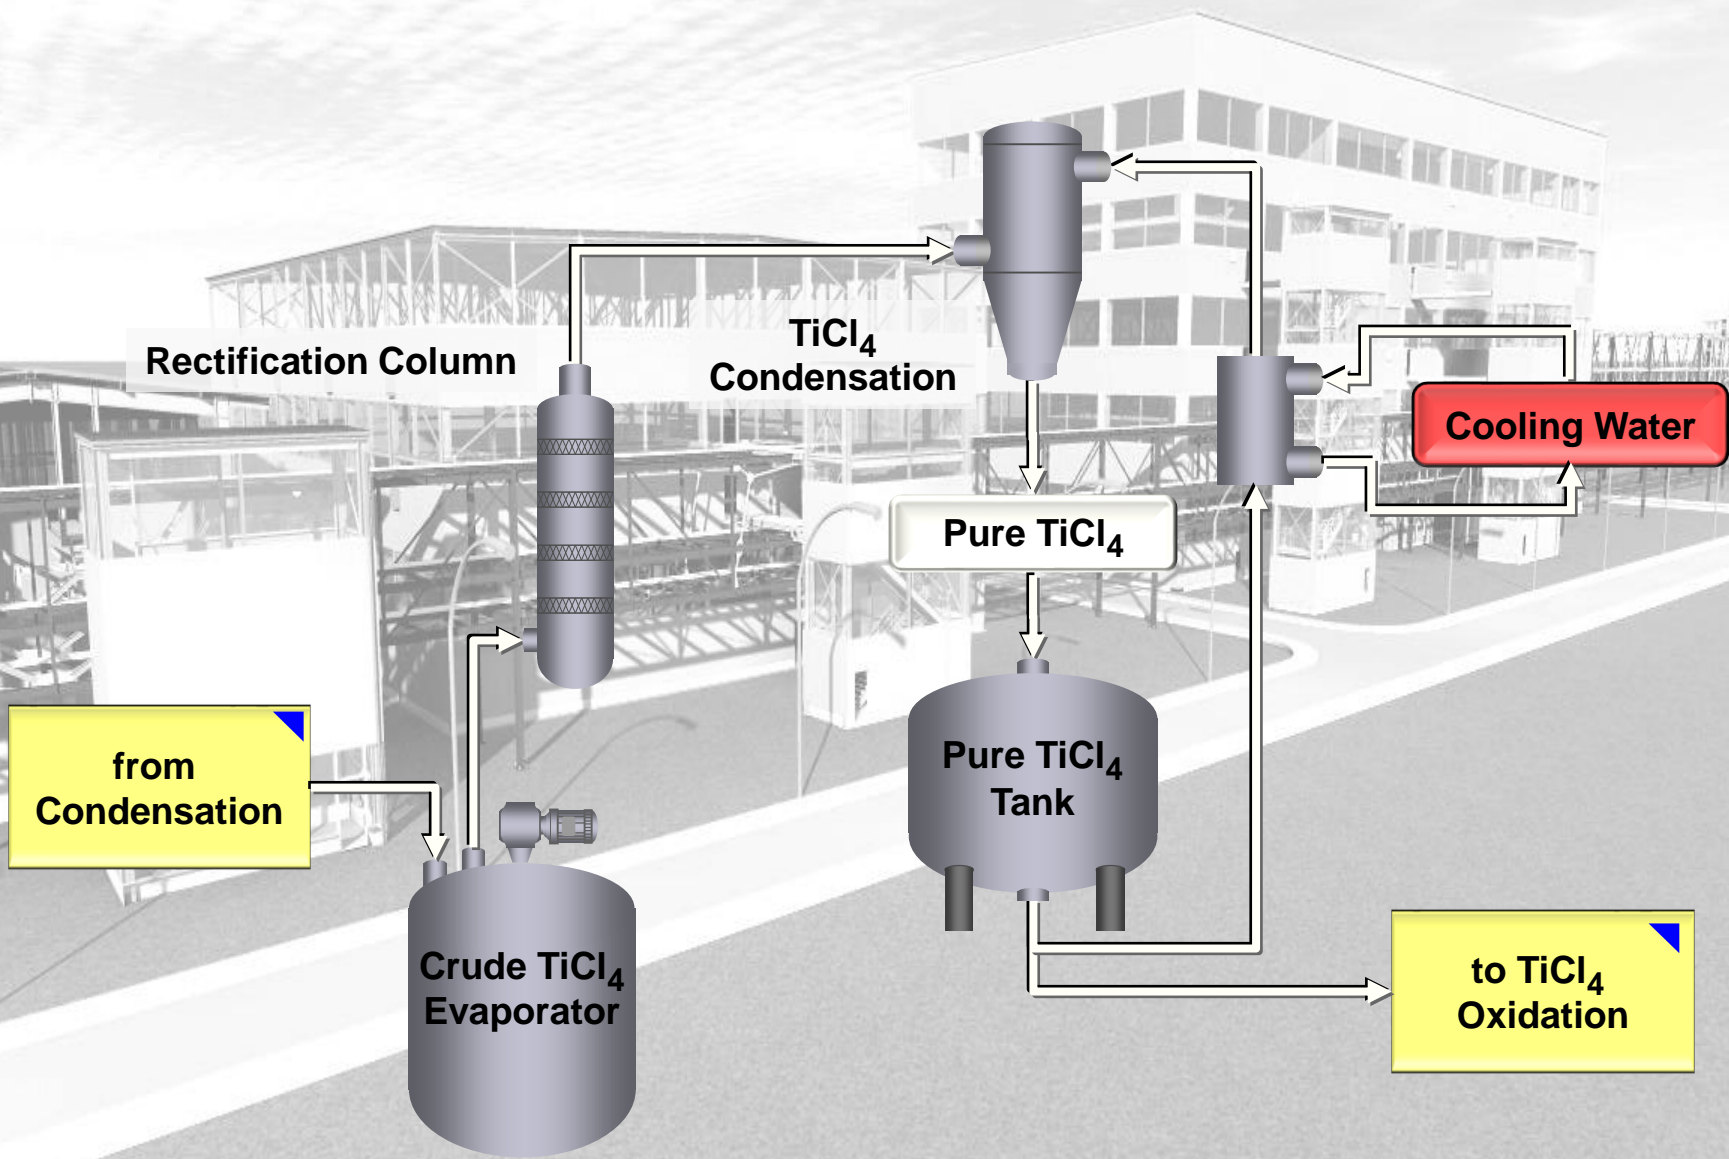 TiCl₄
Condensation
Rectification Column
Cooling Water
Pure TiCl₄
from
Condensation
Pure TiCl₄
Tank
Crude TiCl₄
Evaporator
to TiCl₄
Oxidation